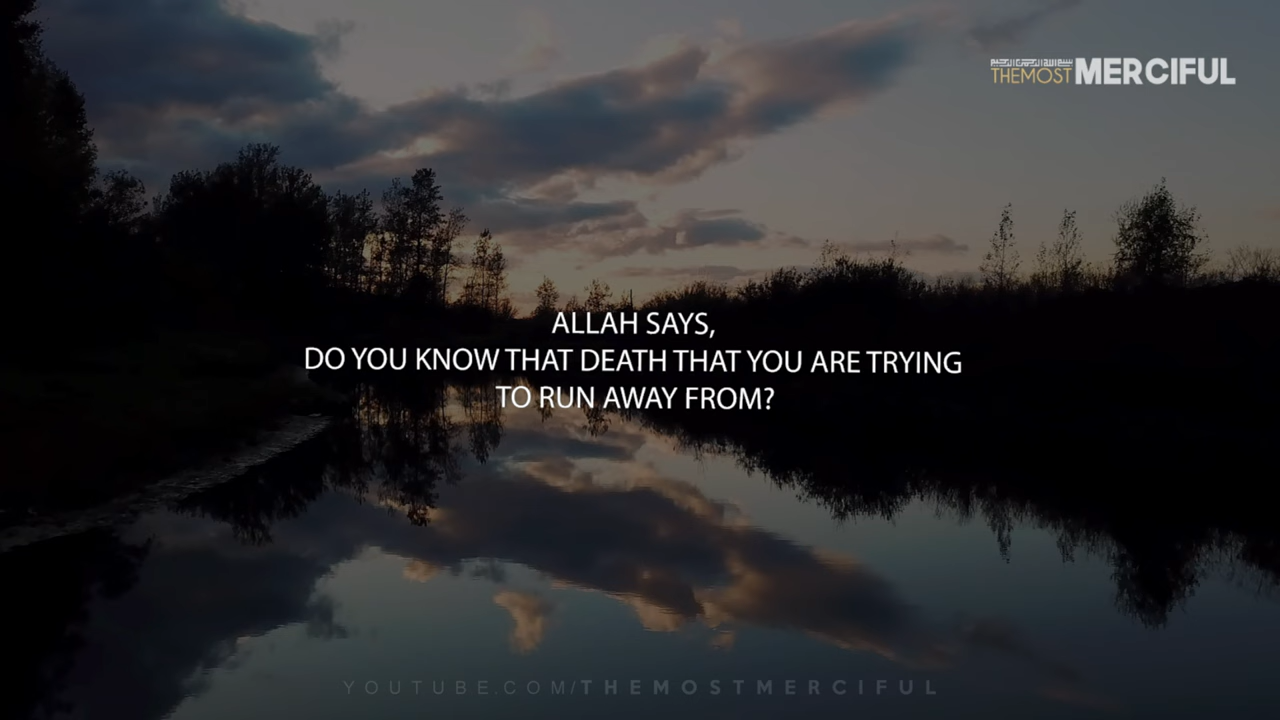 THEMOST MERCIFUL
ALLAH SAYS,
DO YOU KNOW THAT DEATH THAT YOU ARE TRYING
TO RUN AWAY FROM?
YOUTUBE.COM/THEMOSTMERCIFUL